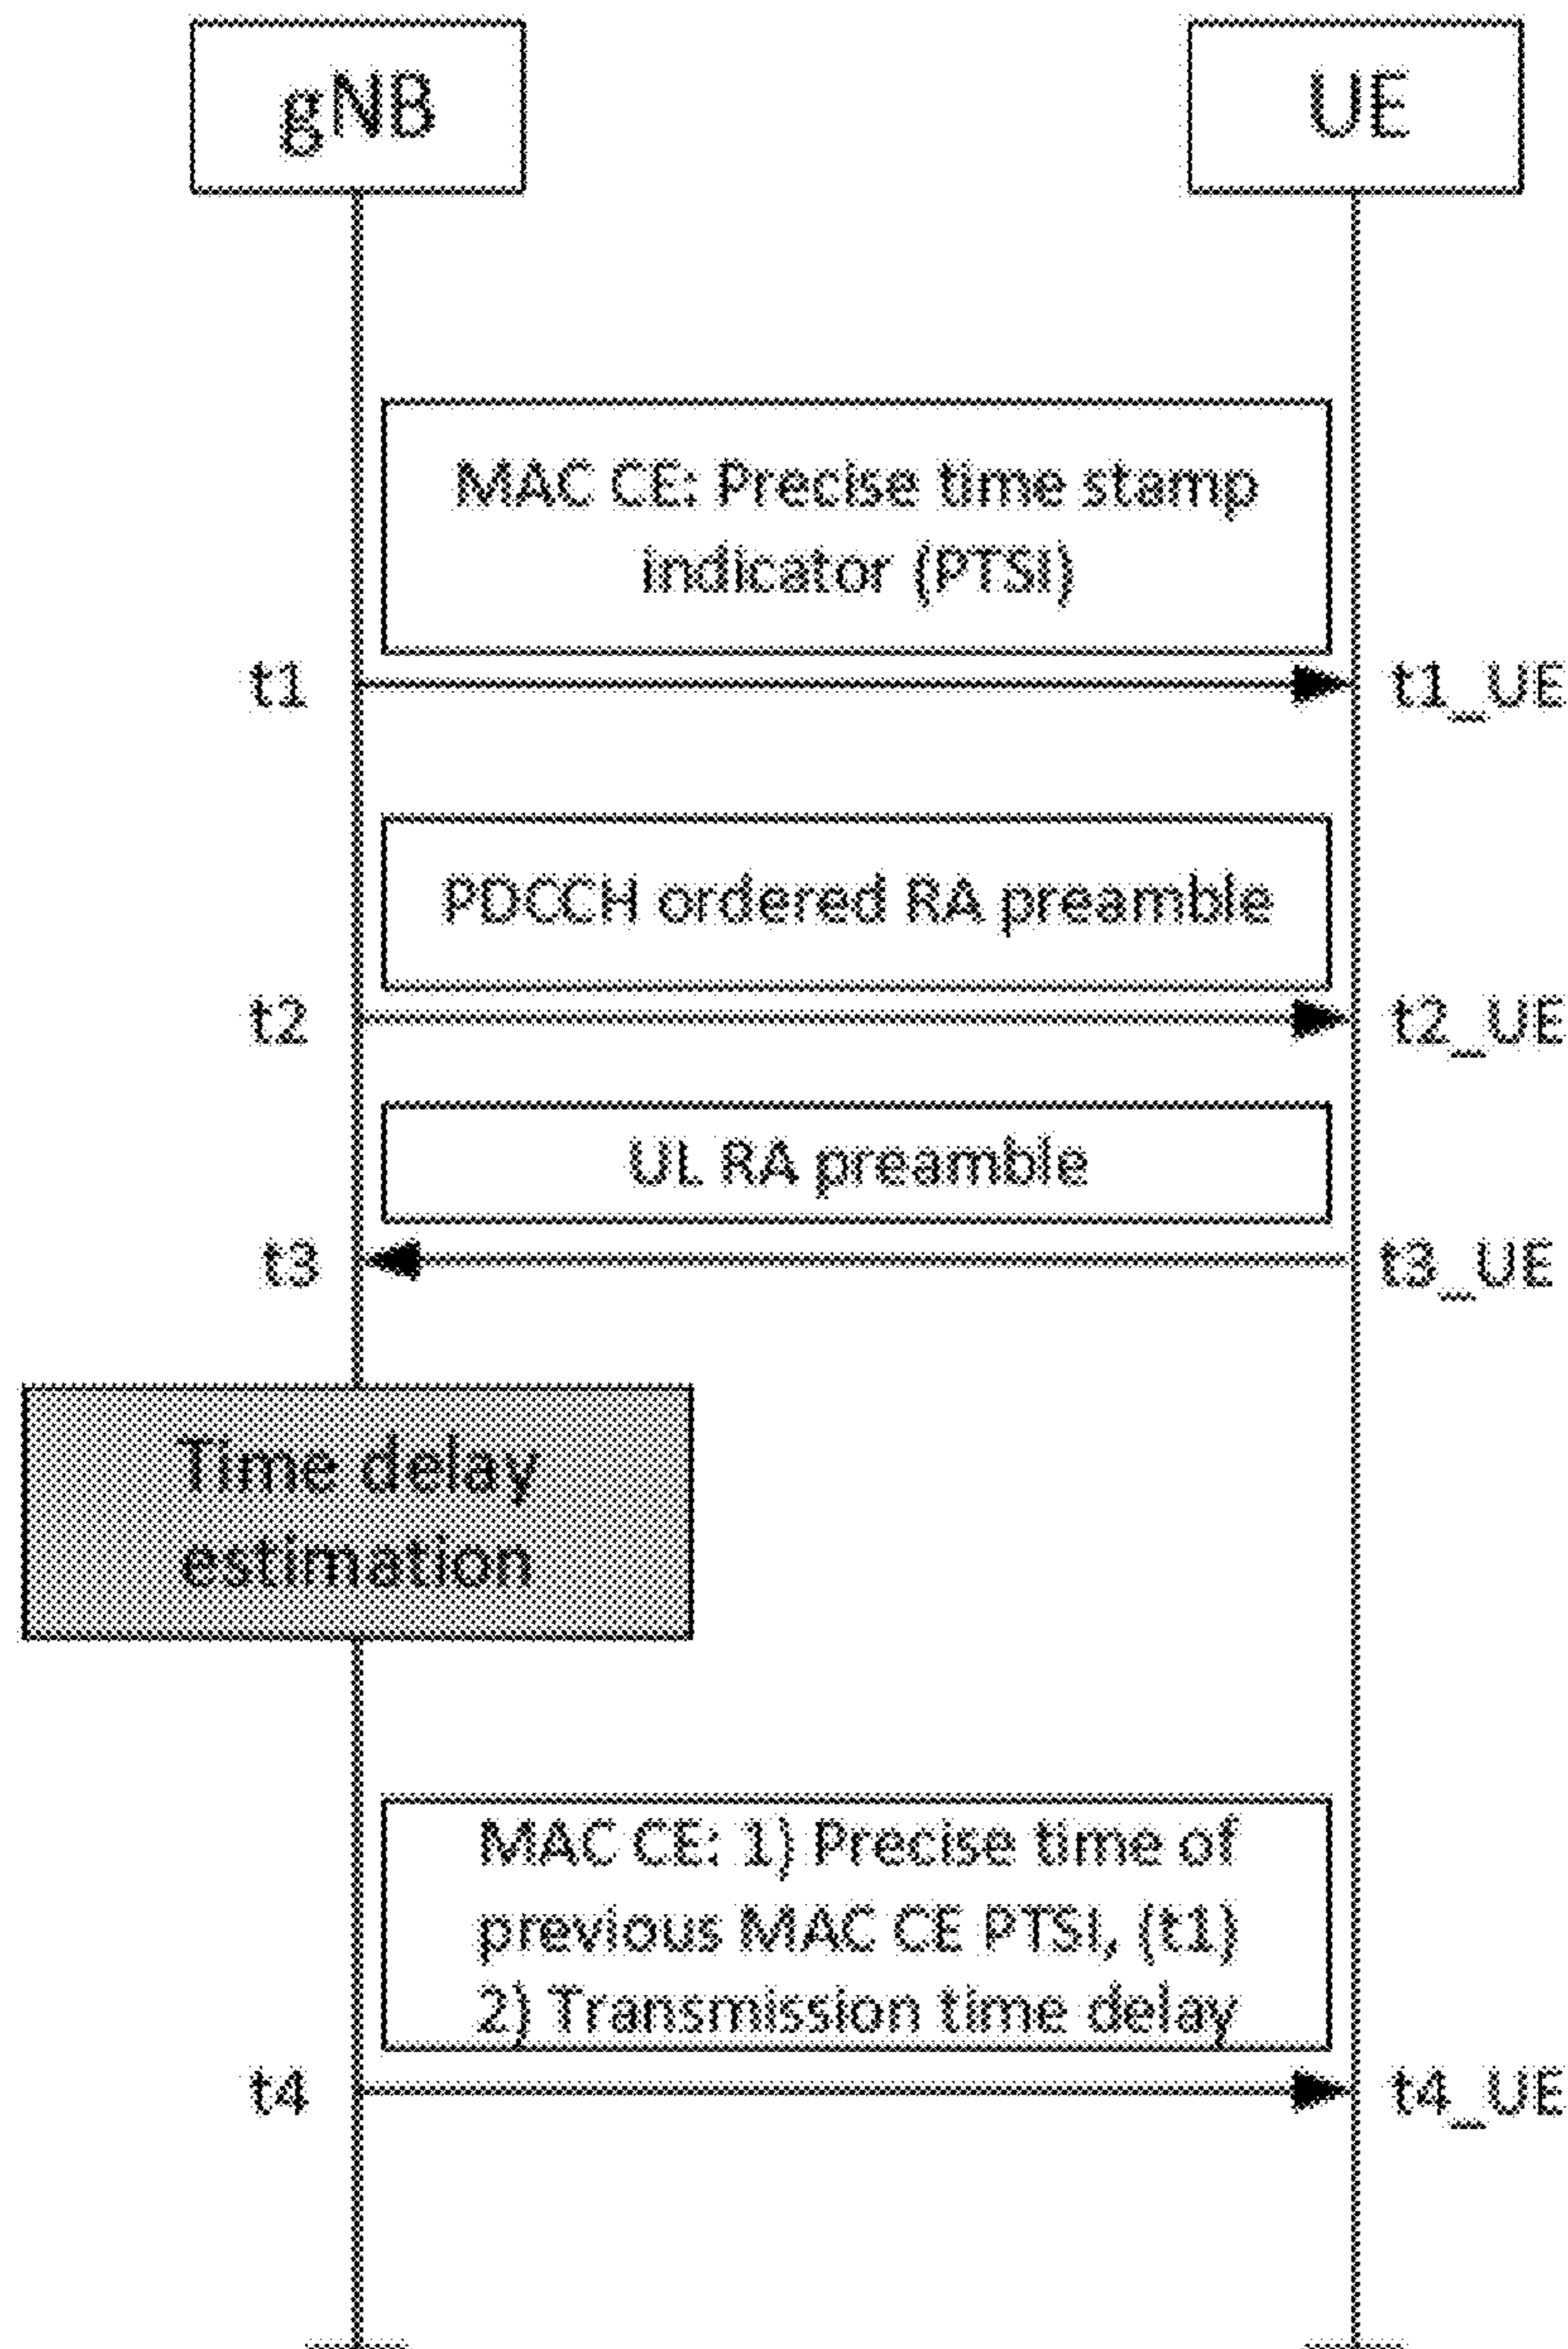 gNB
UE
MAC CE: Precise time stamp
indicator (PTSI)
t1
t1_UE
PDCCH ordered RA preamble
t2
t2_UE
UL RA preamble
t3
t3_UE
Time delay
estimation
MAC CE: 1) Precise time of
previous MAC CE PTSI, (t1)
2) Transmission time delay
t4
t4_UE